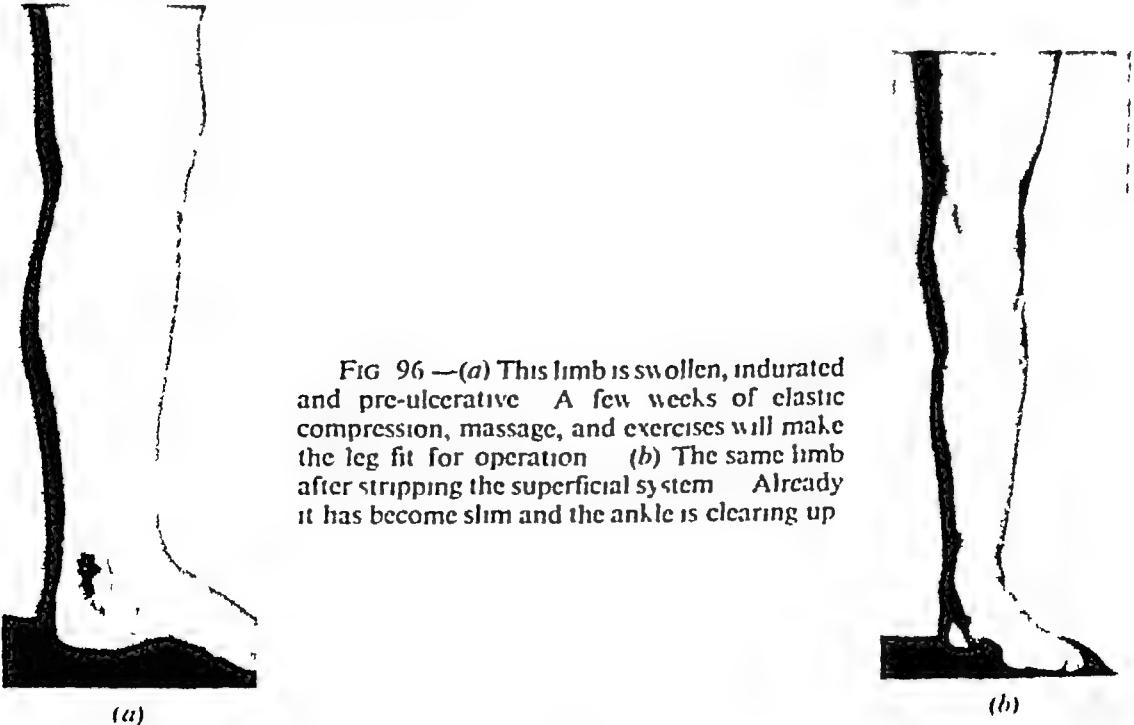 FIG 96 —(a) This limb is swollen, indurated
and pre-ulcerative A few weeks of elastic
compression, massage, and exercises will make
the leg fit for operation (b) The same limb
after stripping the superficial system Already
it has become slim and the ankle is clearing up
(a)
(b)